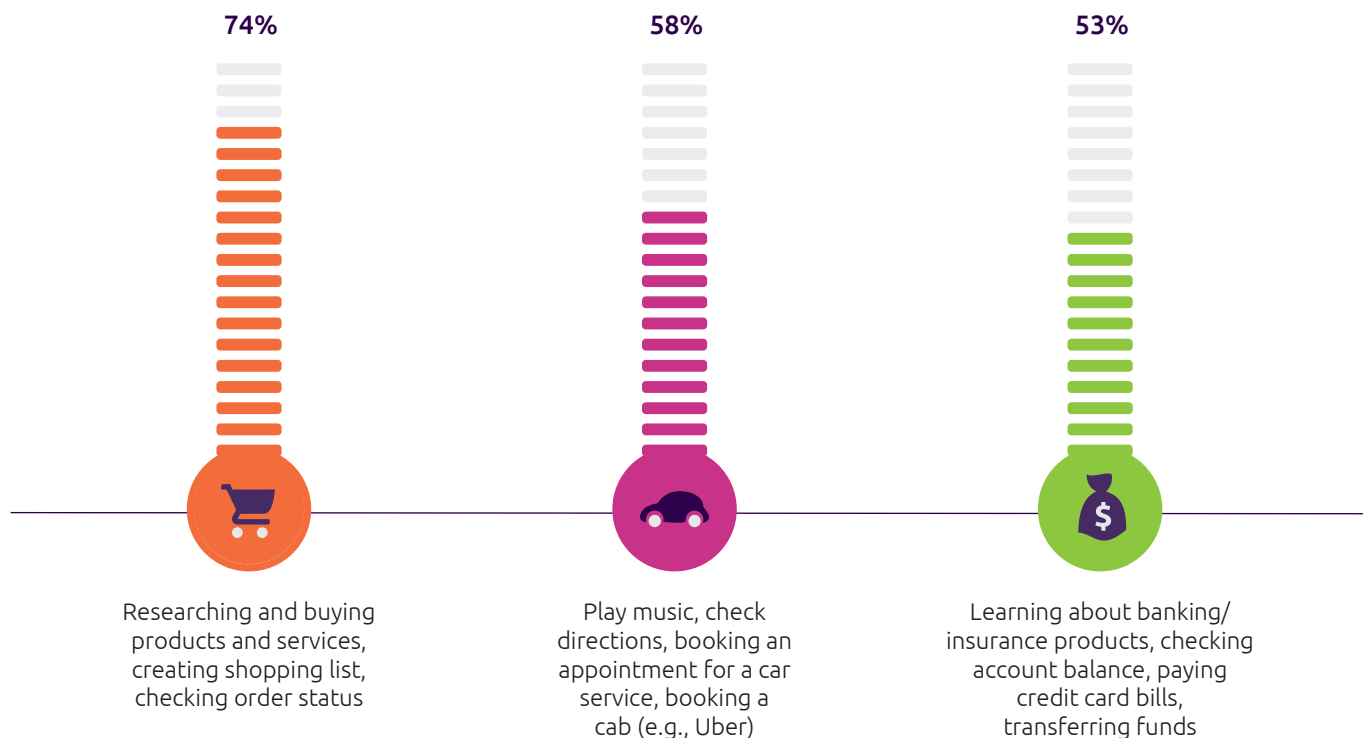 74%
58%
53%
$
Researching and buying
products and services,
creating shopping list,
checking order status
Play music, check
directions, booking an
appointment for a car
service, booking a
cab (e.g., Uber)
Learning about banking/
insurance products, checking
account balance, paying
credit card bills,
transferring funds